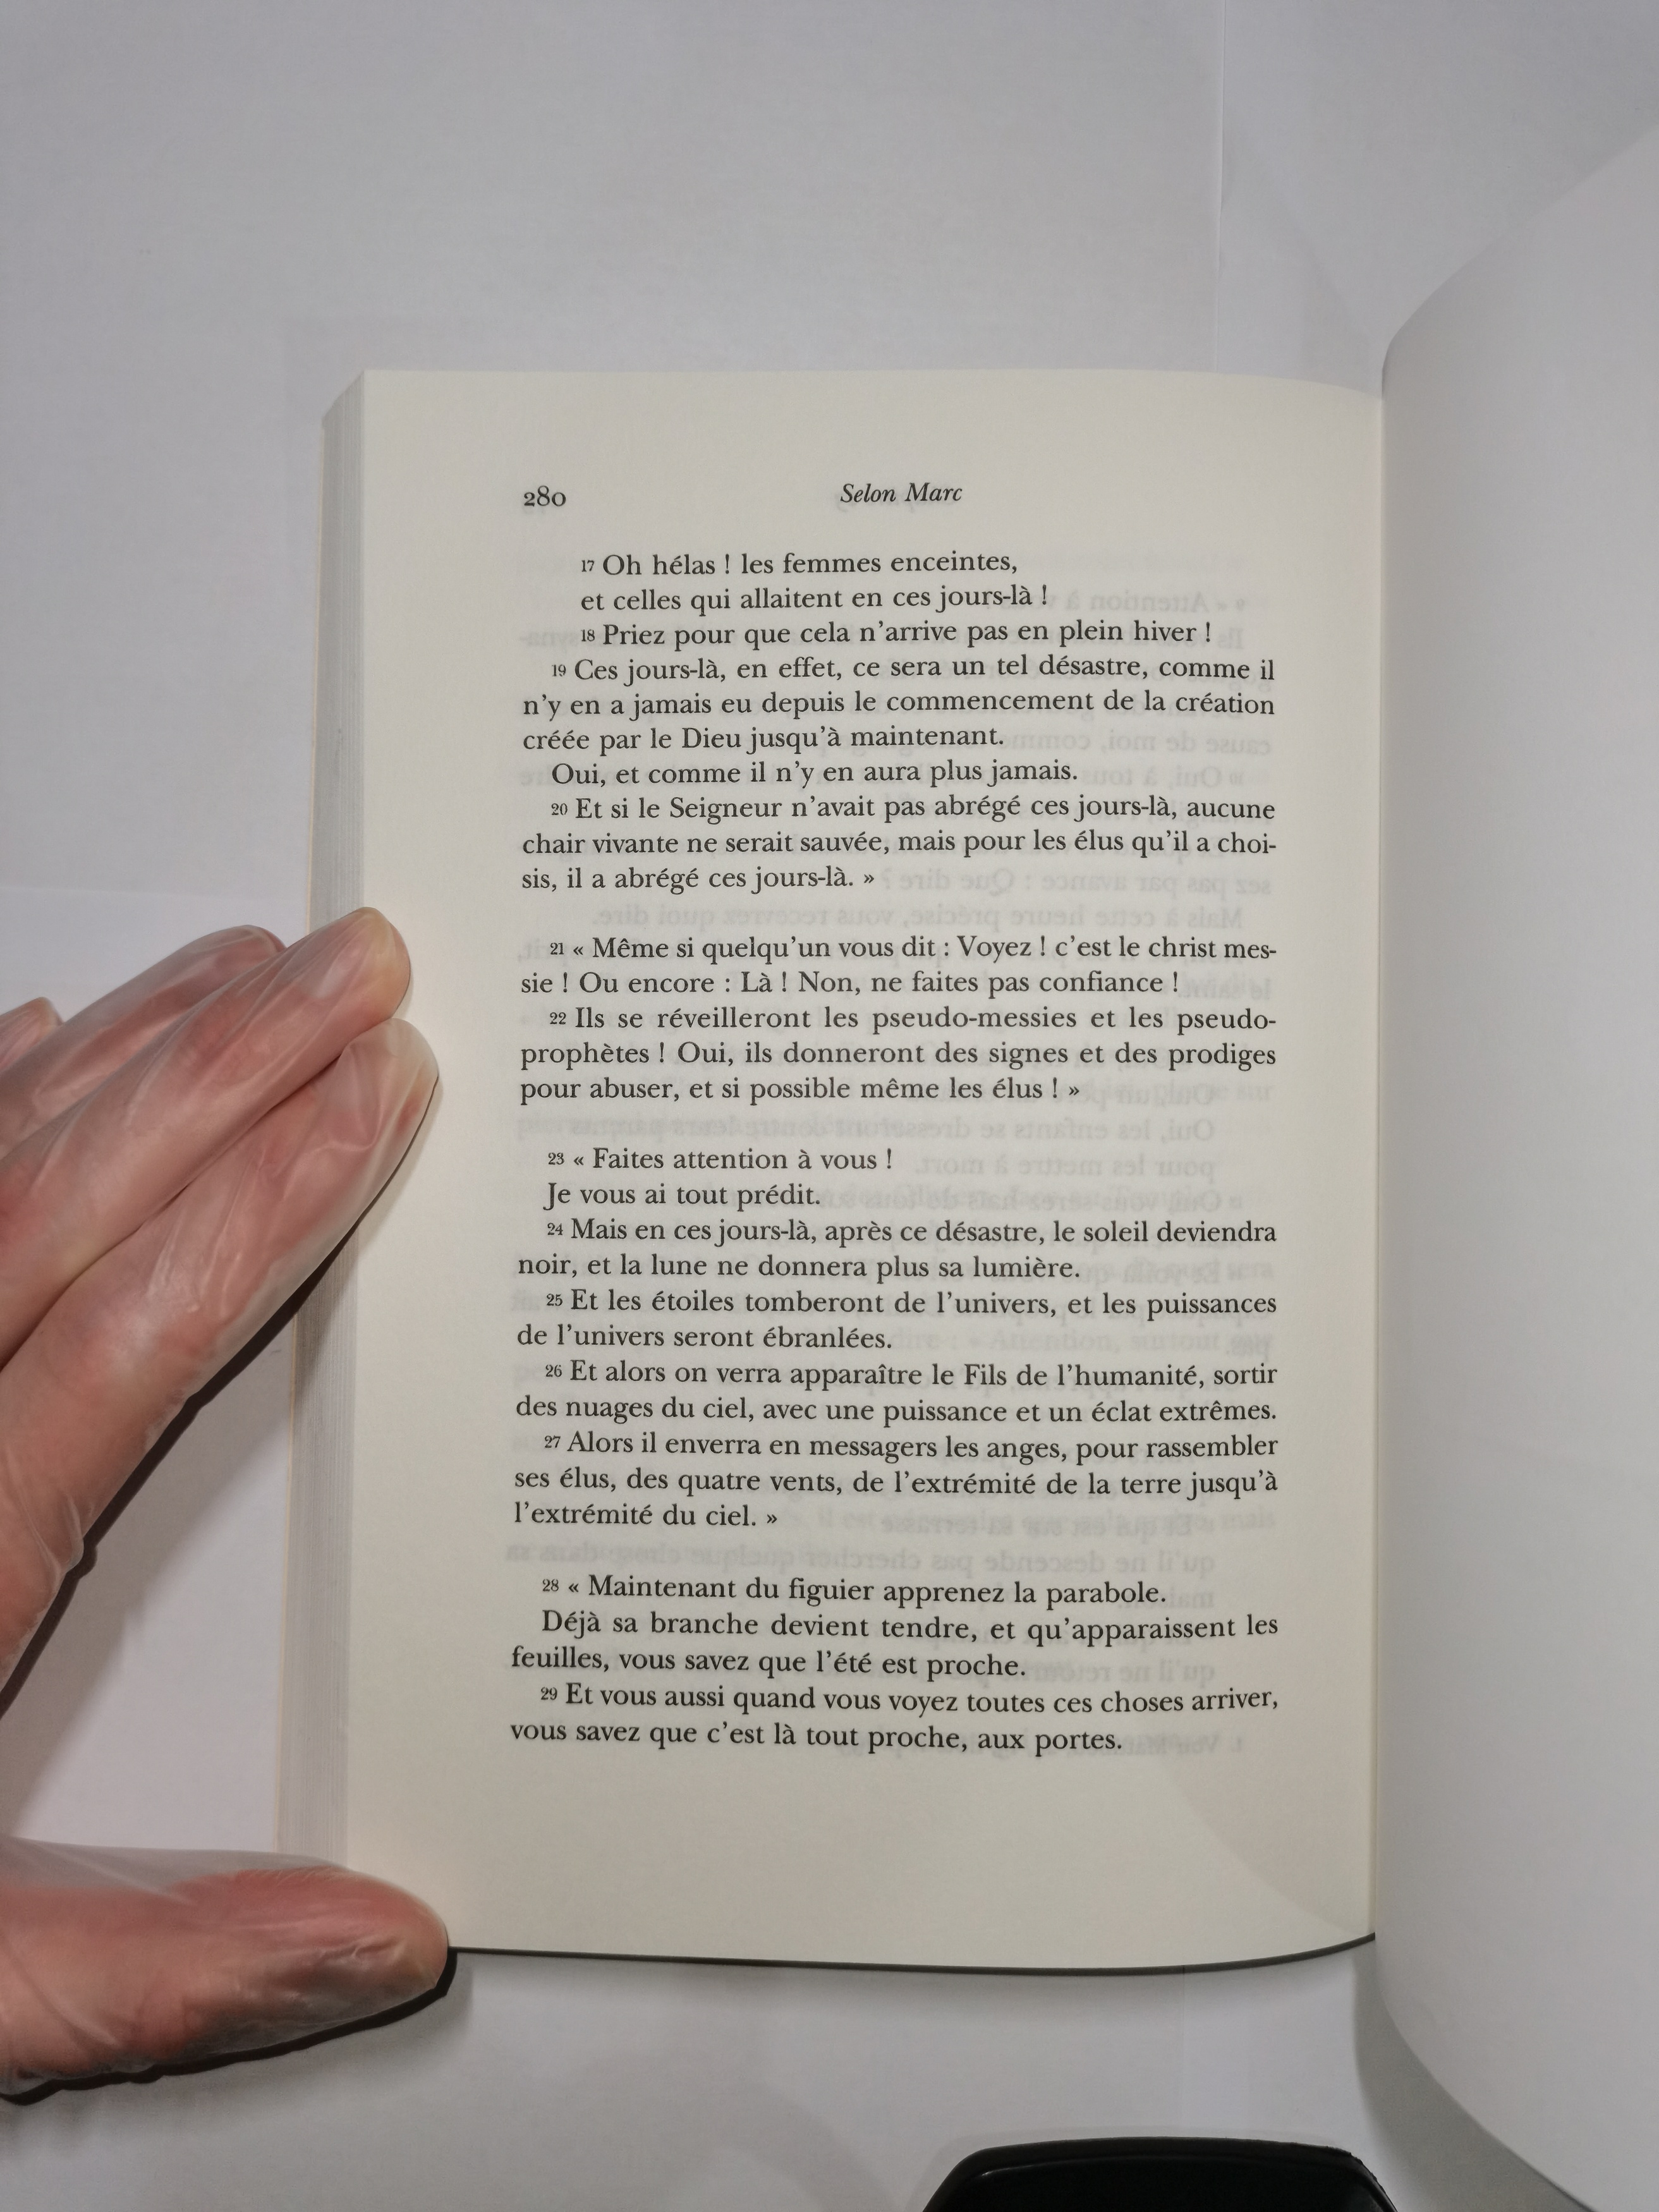 280
Selon Marc
17 Oh hélas ! les femmes enceintes,
et celles qui allaitent en ces jours-là !
18 Priez pour que cela n’arrive pas en plein hiver !
19 Ces jours-là, en effet, ce sera un tel désastre, comme il
n’y en a jamais eu depuis le commencement de la création
créée par le Dieu jusqu’à maintenant.
Oui, et comme il n’y en aura plus jamais.
20 Et si le Seigneur n’avait pas abrégé ces jours-là, aucune
chair vivante ne serait sauvée, mais pour les élus qu’il a choi-
sis, il a abrégé ces jours-là. »
21 « Même si quelqu’un vous dit : Voyez ! c’est le christ mes-
sie ! Ou encore : Là ! Non, ne faites pas confiance !
22 Ils se réveilleront les pseudo-messies et les pseudo-
prophètes ! Oui, ils donneront des signes et des prodiges
pour abuser, et si possible même les élus ! »
23 « Faites attention à vous !
Je vous ai tout prédit.
24 Mais en ces jours-là, après ce désastre, le soleil deviendra
noir, et la lune ne donnera plus sa lumière.
25 Et les étoiles tomberont de l’univers, et les puissances
de l’univers seront ébranlées.
26 Et alors on verra apparaître le Fils de l’humanité, sortir
des nuages du ciel, avec une puissance et un éclat extrêmes.
27 Alors il enverra en messagers les anges, pour rassembler
ses élus, des quatre vents, de l’extrémité de la terre jusqu’à
l’extrémité du ciel. »
28 « Maintenant du figuier apprenez la parabole.
Déjà sa branche devient tendre, et qu’apparaissent les
feuilles, vous savez que l’été est proche.
29 Et vous aussi quand vous voyez toutes ces choses arriver,
vous savez que c’est là tout proche, aux portes.